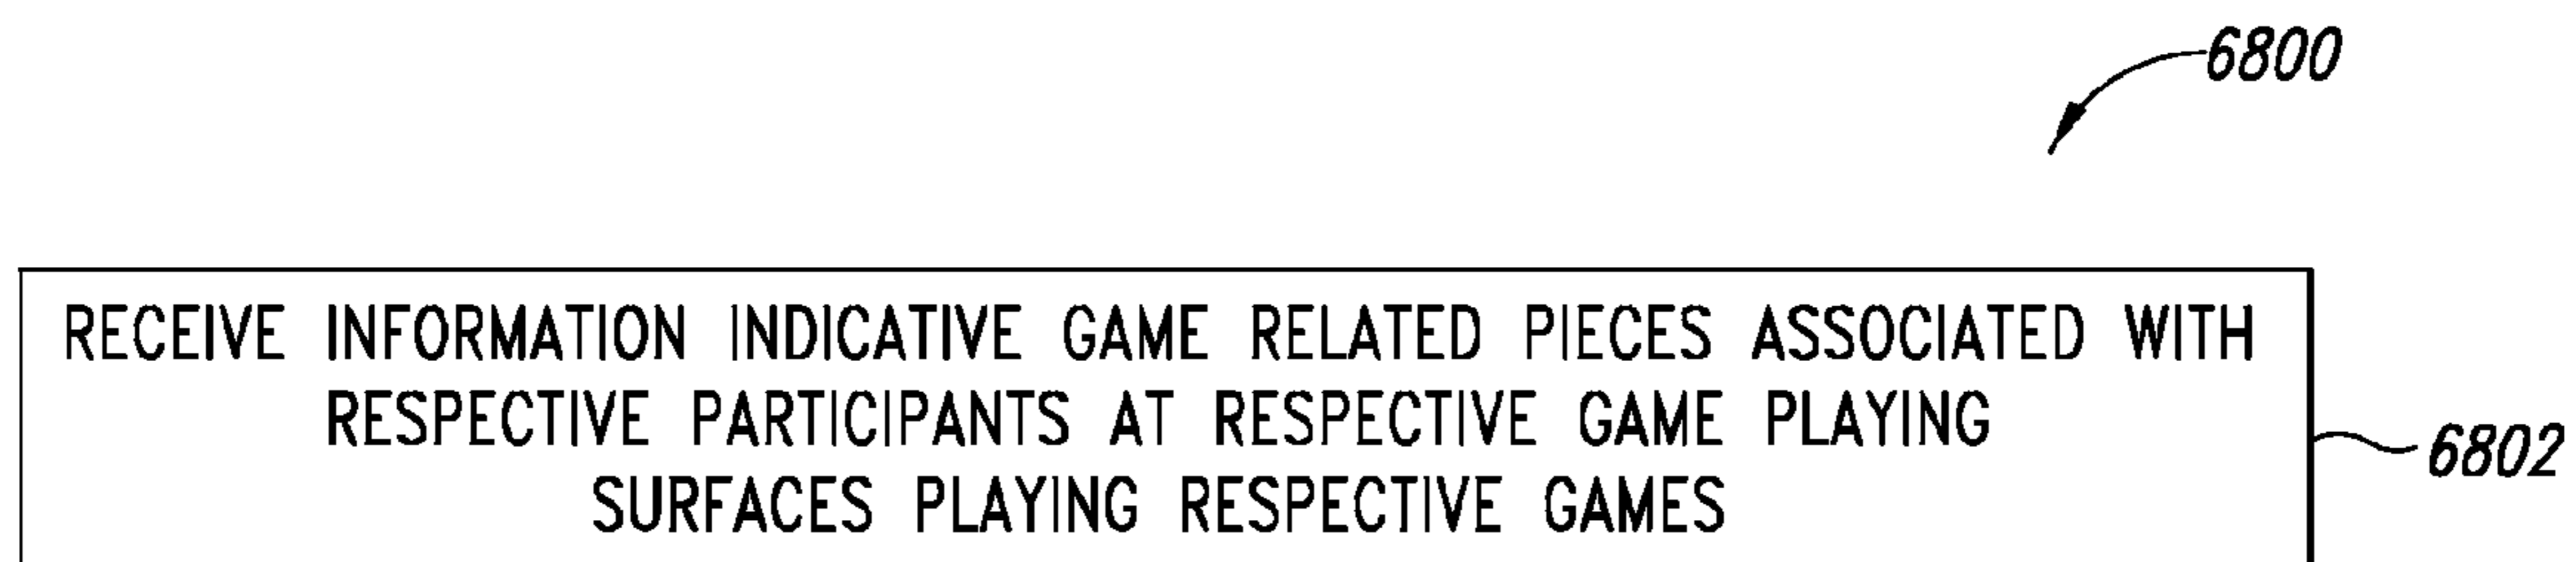 6800
RECEIVE INFORMATION INDICATIVE GAME RELATED PIECES ASSOCIATED WITH
RESPECTIVE PARTICIPANTS AT RESPECTIVE GAME PLAYING
SURFACES PLAYING RESPECTIVE GAMES
6802